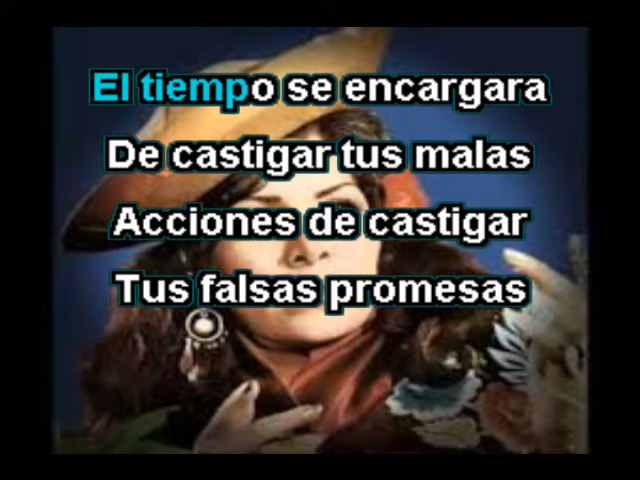 El tiempo se encargara
De castigar tus malas
Acciones de castigar
Tus falsas promesas